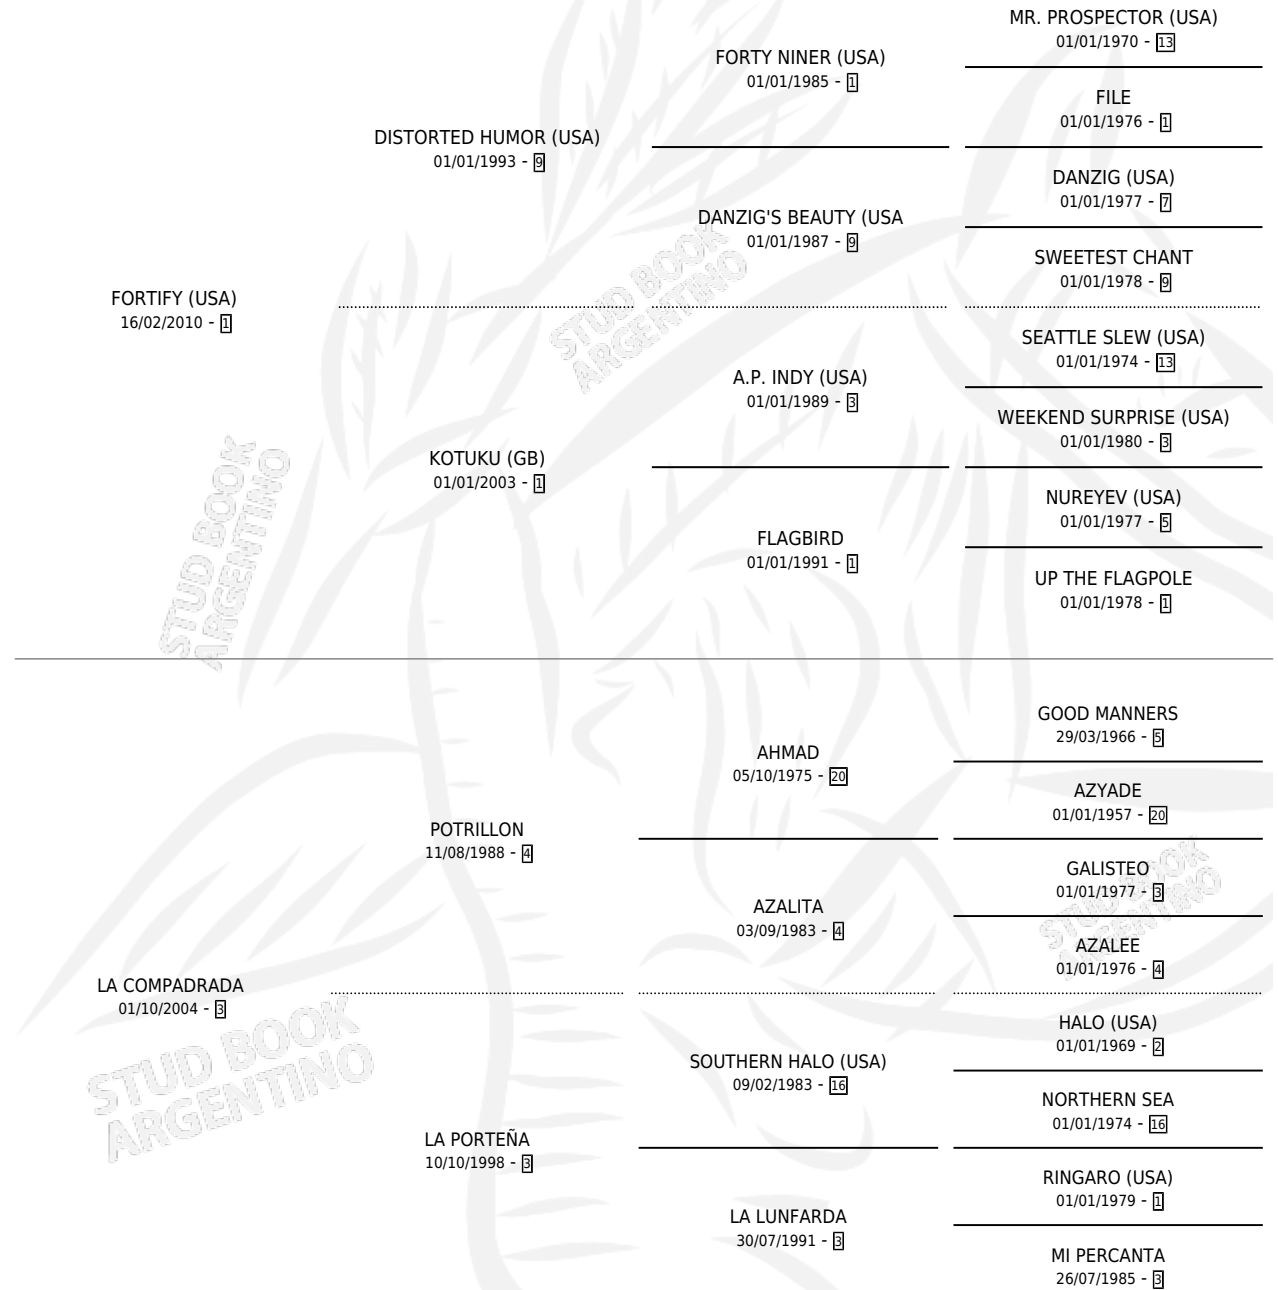 MR. PROSPECTOR (USA)
01/01/1970 - 13
FORTY NINER (USA)
01/01/1985 - 1
FILE
01/01/1976 - 1
DISTORTED HUMOR (USA)
01/01/1993 - 9
DANZIG (USA)
01/01/1977 - 7
DANZIG'S BEAUTY (USA
01/01/1987 - 9
SWEETEST CHANT
01/01/1978 - 9
FORTIFY (USA)
16/02/2010 - 1
STUD BOOK
ARGENTINO
SEATTLE SLEW (USA)
01/01/1974 - 13
A.P. INDY (USA)
01/01/1989 - 3
WEEKEND SURPRISE (USA)
01/01/1980 - 3
KOTUKU (GB)
01/01/2003 - 1
NUREYEV (USA)
01/01/1977 - 5
FLAGBIRD
01/01/1991 - 1
UP THE FLAGPOLE
01/01/1978 - 1
STUD BOOK
ARGENTINO
GOOD MANNERS
29/03/1966 - 5
AHMAD
05/10/1975 - 20
AZYADE
01/01/1957 - 20
POTRILLON
11/08/1988 - 4
GALISTEO
01/01/1977 - 3
AZALITA
03/09/1983 - 4
AZALEE
01/01/1976 - 4
STUD BOOK
ARGENTINO
LA COMPADRADA
01/10/2004 - 3
STUD BOOK
ARGENTINO
HALO (USA)
01/01/1969 - 2
SOUTHERN HALO (USA)
09/02/1983 - 16
NORTHERN SEA
01/01/1974 - 16
LA PORTEÑA
10/10/1998 - 3
RINGARO (USA)
01/01/1979 - 1
LA LUNFARDA
30/07/1991 - 3
MI PERCANTA
26/07/1985 - 3